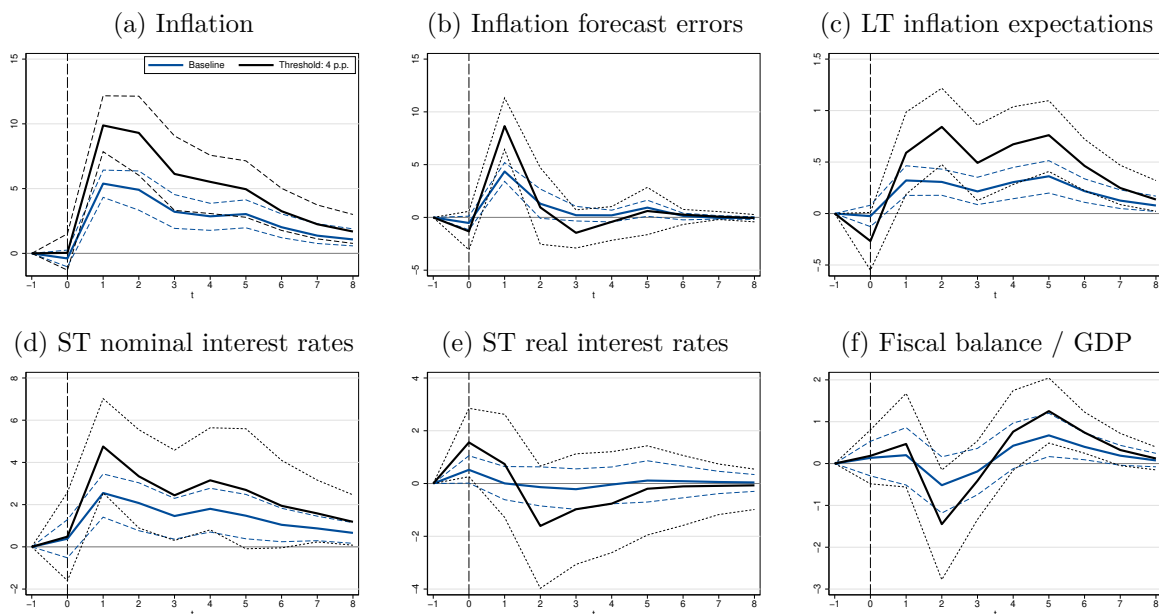 (a) Inflation
(b) Inflation forecast errors
(c) LT inflation expectations
Baseline
Threshold: 4 p.p.
15
10
5
0
−1 0 1 2 3 4 5 6 7 8
t
15
10
5
0
−5
−1 0 1 2 3 4 5 6 7 8
t
1.5
1
.5
0
−.5
−1 0 1 2 3 4 5 6 7 8
t
(d) ST nominal interest rates
(e) ST real interest rates
(f) Fiscal balance / GDP
8
6
4
2
0
−2
−1 0 1 2 3 4 5 6 7 8
t
4
2
0
−2
−4
−1 0 1 2 3 4 5 6 7 8
t
2
1
0
−1
−2
−3
−1 0 1 2 3 4 5 6 7 8
t